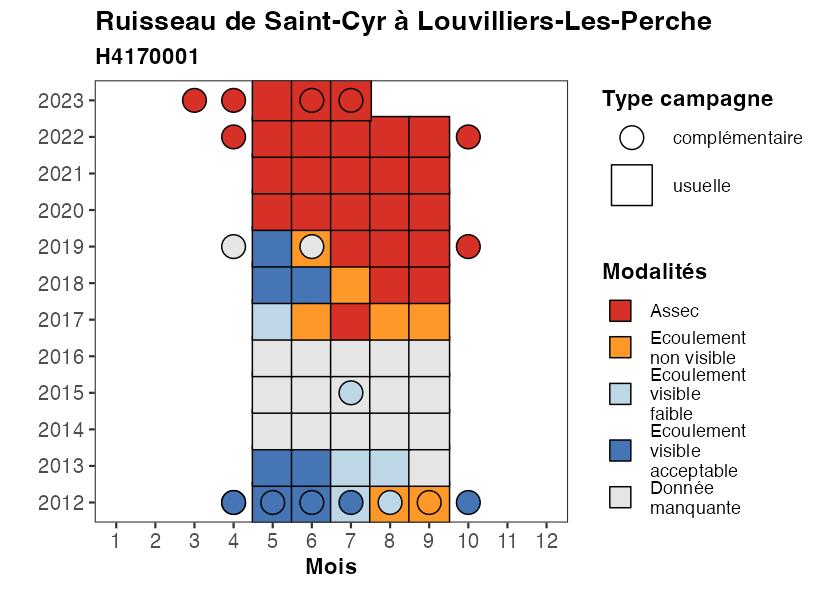 Ruisseau de Saint-Cyr à Louvilliers-Les-Perche
H4170001
2023
2022
2021
2020
2019
2018
2017
2016
2015
2014
2013
2012
1 2 3 4 5 6 7 8 9 10 11 12
Mois
Type campagne
complémentaire
usuelle
Modalités
Assec
Ecoulement
non visible
Ecoulement
visible
faible
Ecoulement
visible
acceptable
Donnée
manquante